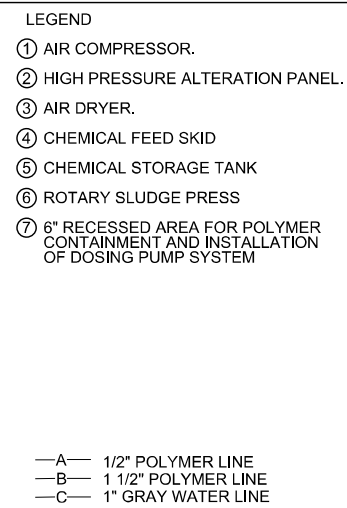 LEGEND
① AIR COMPRESSOR.
② HIGH PRESSURE ALTERATION PANEL.
③ AIR DRYER.
④ CHEMICAL FEED SKID
⑤ CHEMICAL STORAGE TANK
⑥ ROTARY SLUDGE PRESS
⑦ 6" RECESSED AREA FOR POLYMER
CONTAINMENT AND INSTALLATION
OF DOSING PUMP SYSTEM
—A— 1/2" POLYMER LINE
—B— 1 1/2" POLYMER LINE
—C— 1" GRAY WATER LINE